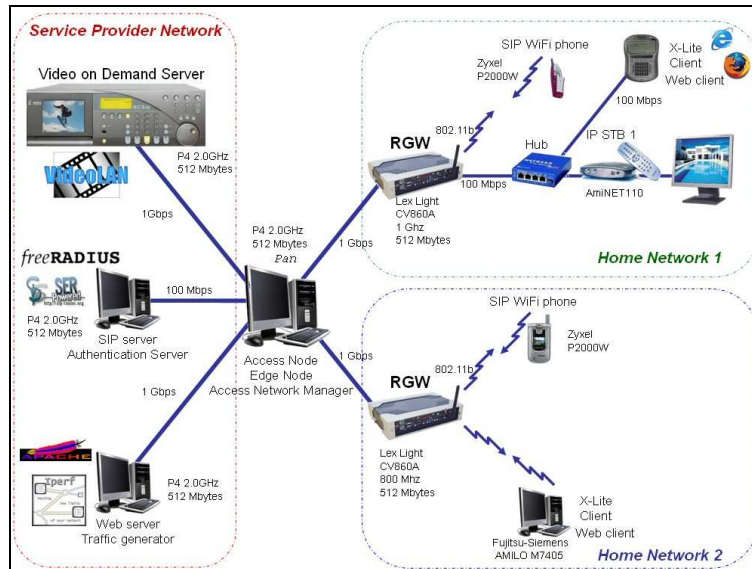 Service Provider Network
Video on Demand Server
VideoLAN
P4 2.0GHz
512 Mbytes
1Gbps
freeRADIUS
SER
Powered
P4 2.0GHz
512 Mbytes
SIP server
Authentication Server
100 Mbps
1 Gbps
APACHE
Iperf
P4 2.0GHz
512 Mbytes
Web server
Traffic generator
P4 2.0GHz
512 Mbytes
Pan
Access Node
Edge Node
Access Network Manager
1 Gbps
1 Gbps
SIP WiFi phone
Zyxel
P2000W
802.11b
RGW
Lex Light
CV860A
1 Ghz
512 Mbytes
100 Mbps
Hub
100 Mbps
X-Lite
Client
Web client
IP STB 1
AmiNET110
Home Network 1
SIP WiFi phone
Zyxel
P2000W
802.11b
RGW
Lex Light
CV860A
800 Mhz
512 Mbytes
X-Lite
Client
Web client
Fujitsu-Siemens
AMILO M7405
Home Network 2